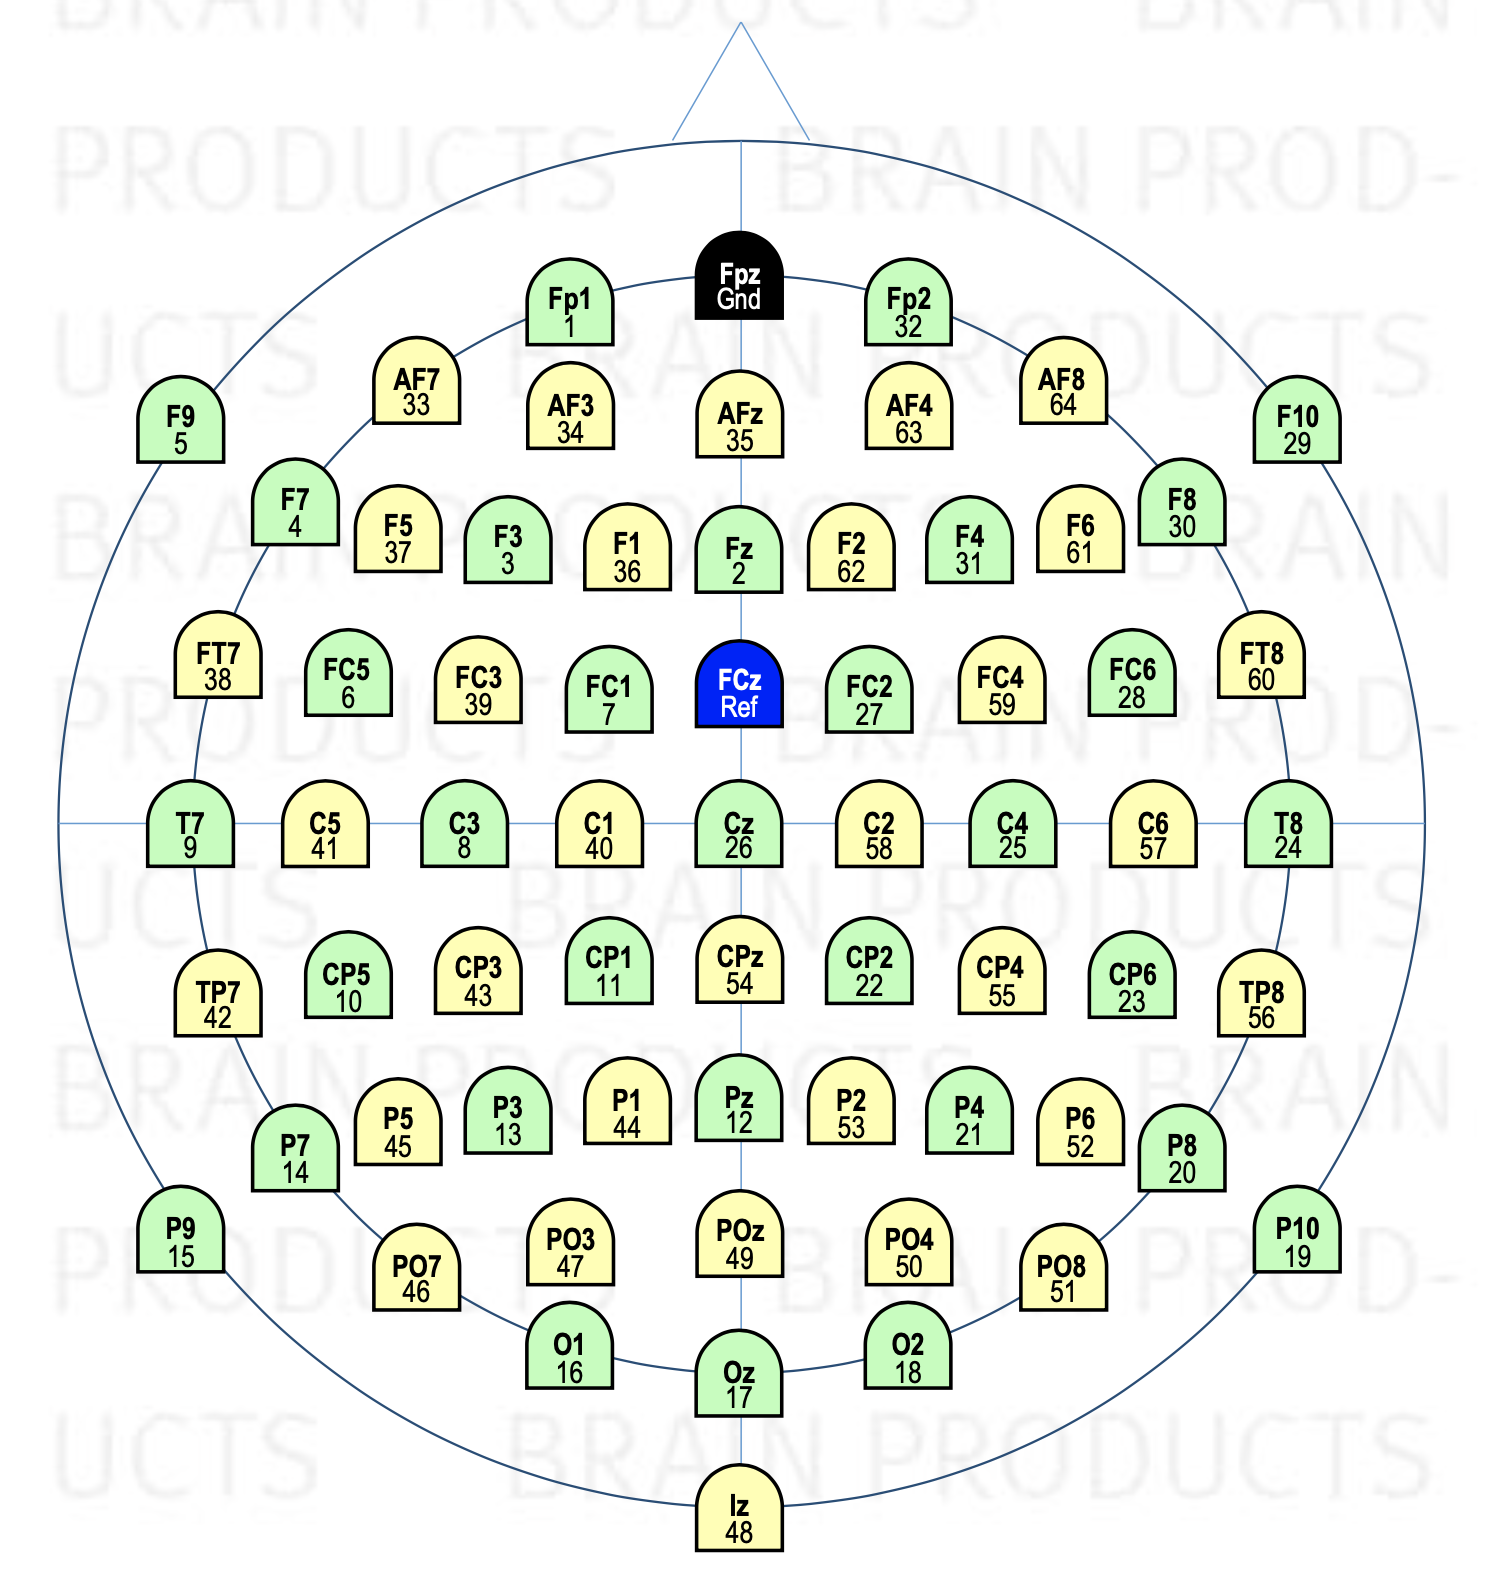 BRAIN PRODUCTS BRAIN
PRODUCTS BRAIN PROD-
Fpz
Gnd
Fp1
1
Fp2
32
UCTS BRAIN PRODUCTS
AF7
33
AF3
34
AFz
35
AF4
63
AF8
64
F9
5
F10
29
BRAIN PRODUCTS BRAIN
F7
4
F5
37
F3
3
F1
36
Fz
2
F2
62
F4
31
F6
61
F8
30
PRODUCTS BRAIN PROD-
FT7
38
FC5
6
FC3
39
FC1
7
FCz
Ref
FC2
27
FC4
59
FC6
28
FT8
60
T7
9
C5
41
C3
8
C1
40
Cz
26
C2
58
C4
25
C6
57
T8
24
UCTS BRAIN PRODUCTS
TP7
42
CP5
10
CP3
43
CP1
11
CPz
54
CP2
22
CP4
55
CP6
23
TP8
56
BRAIN PRODUCTS BRAIN
P7
14
P5
45
P3
13
P1
44
Pz
12
P2
53
P4
21
P6
52
P8
20
PRODUCTS BRAIN PROD-
P9
15
PO7
46
PO3
47
POz
49
PO4
50
PO8
51
P10
19
O1
16
Oz
17
O2
18
UCTS BRAIN PRODUCTS
Iz
48